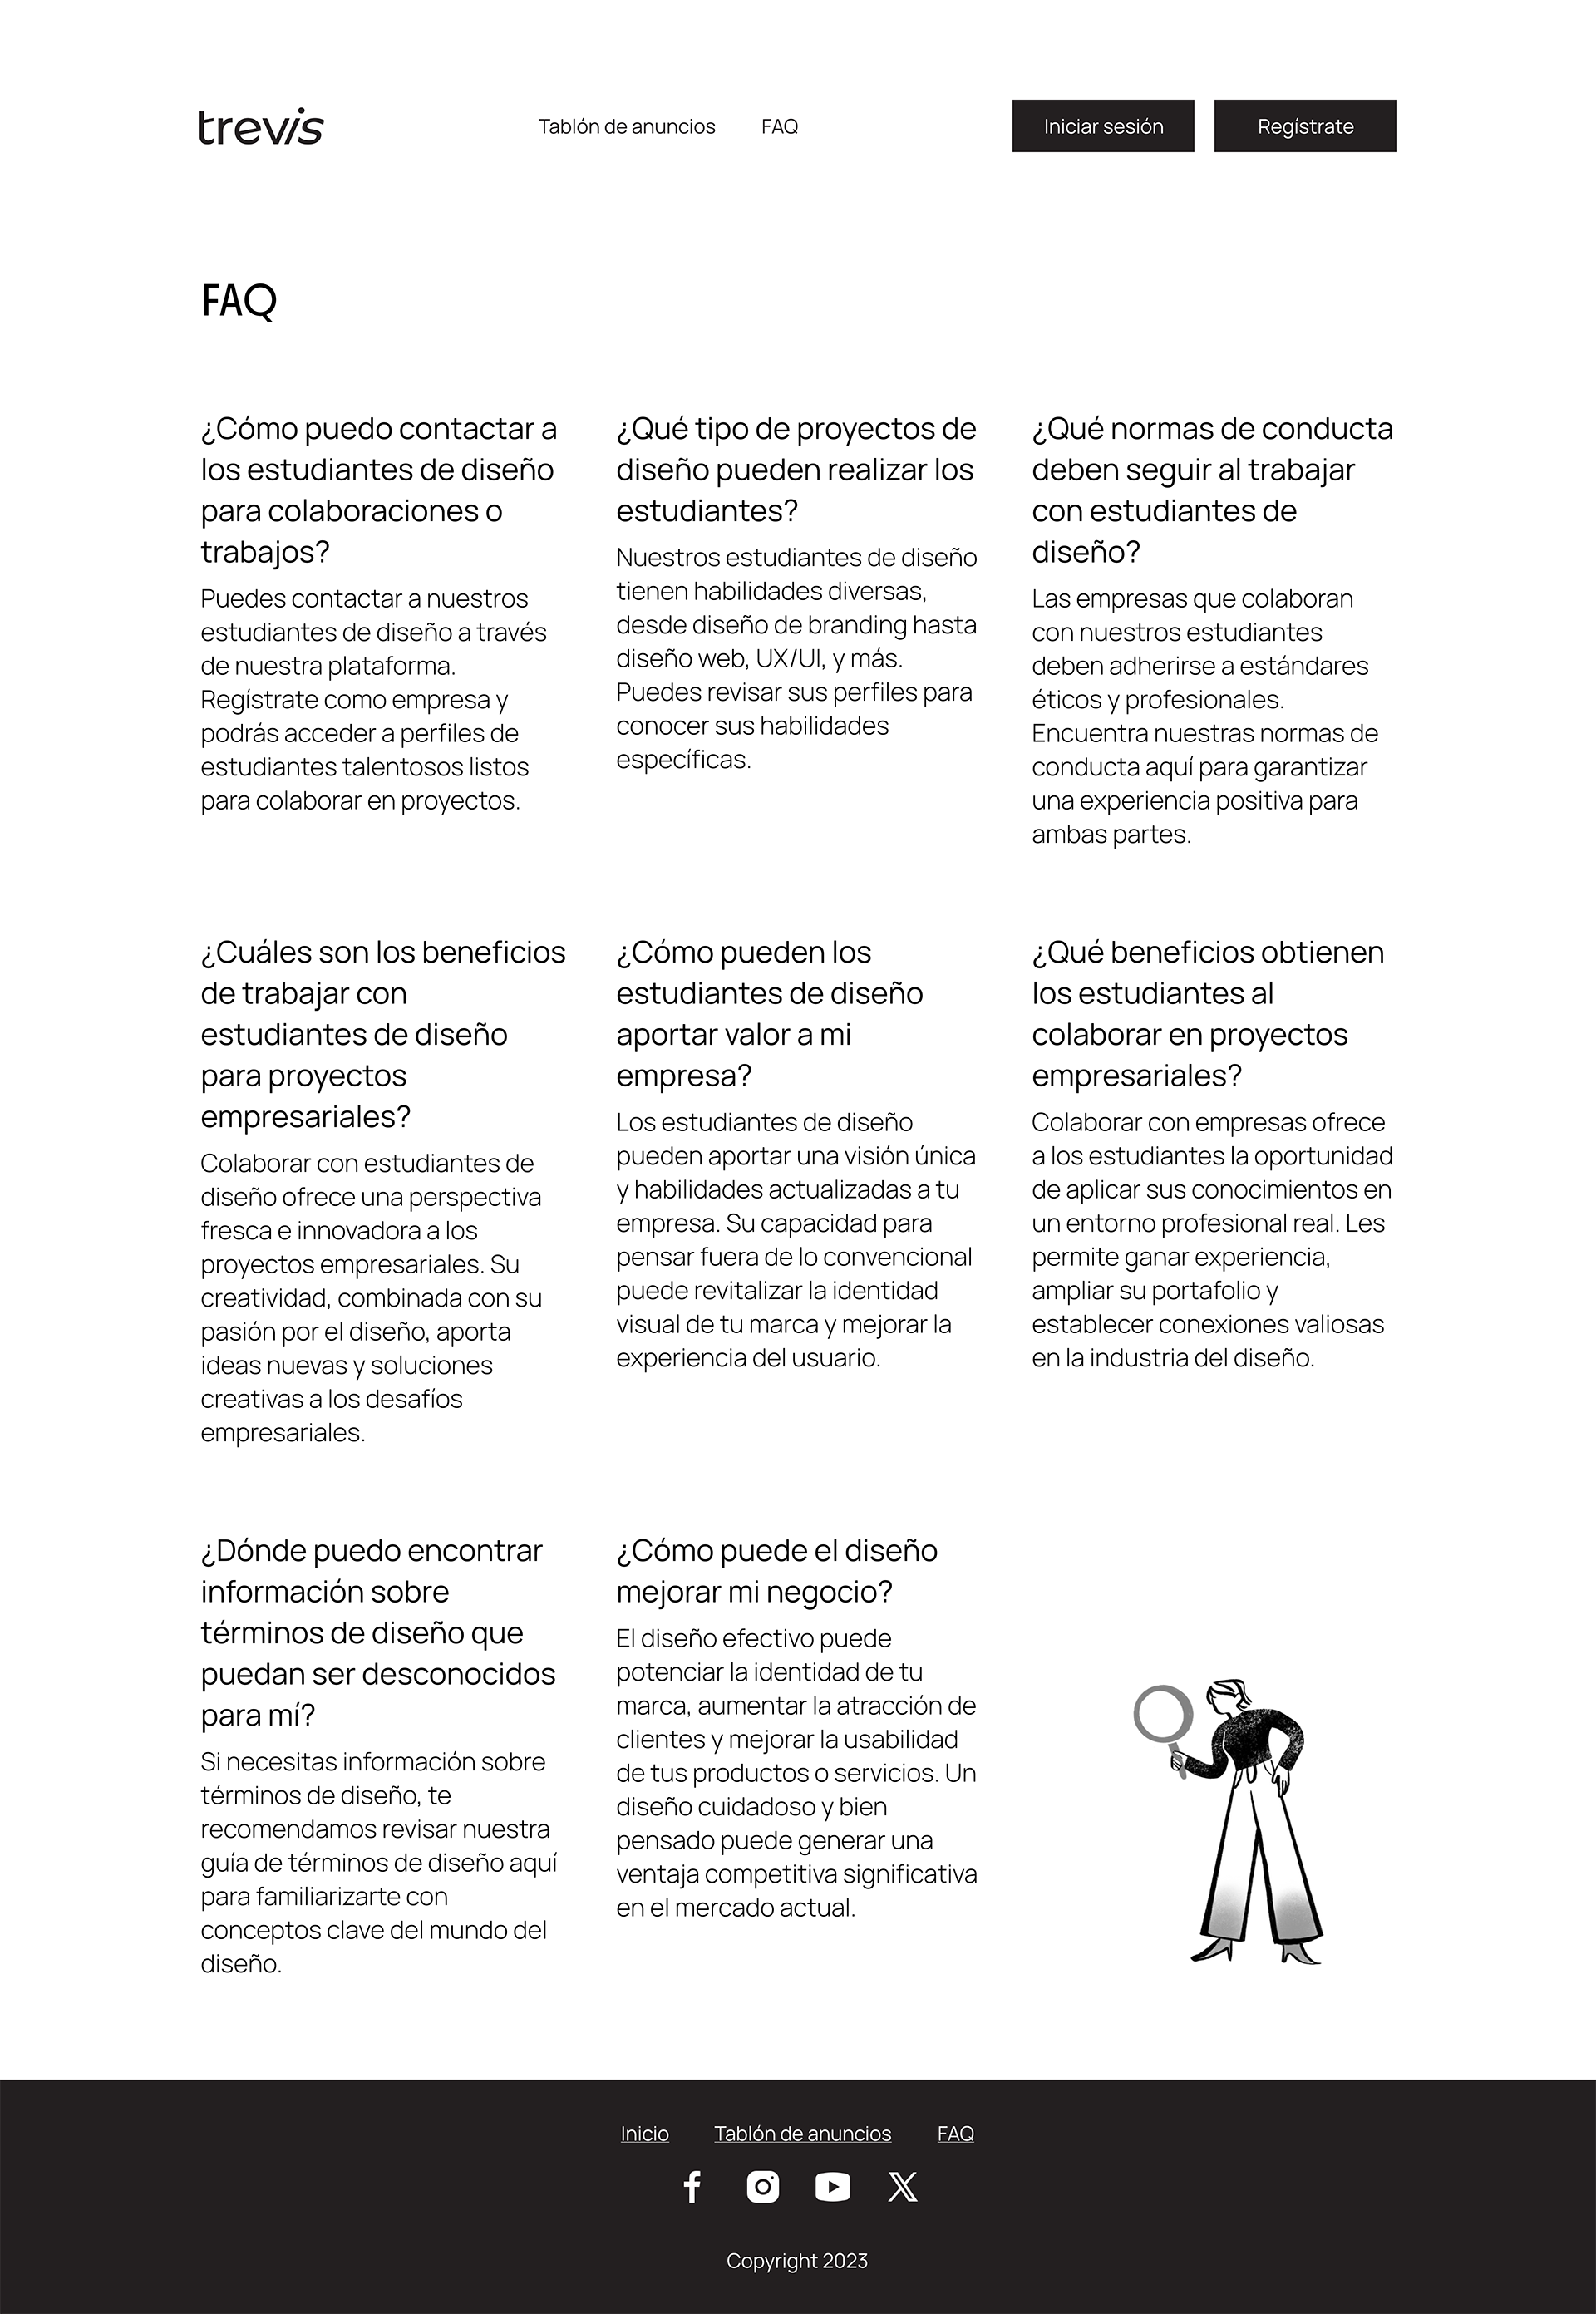 trevis
Tablón de anuncios
FAQ
Iniciar sesión
Regístrate
FAQ
¿Cómo puedo contactar a
los estudiantes de diseño
para colaboraciones o
trabajos?
Puedes contactar a nuestros
estudiantes de diseño a través
de nuestra plataforma.
Regístrate como empresa y
podrás acceder a perfiles de
estudiantes talentosos listos
para colaborar en proyectos.
¿Qué tipo de proyectos de
diseño pueden realizar los
estudiantes?
Nuestros estudiantes de diseño
tienen habilidades diversas,
desde diseño de branding hasta
diseño web, UX/UI, y más.
Puedes revisar sus perfiles para
conocer sus habilidades
específicas.
¿Qué normas de conducta
deben seguir al trabajar
con estudiantes de
diseño?
Las empresas que colaboran
con nuestros estudiantes
deben adherirse a estándares
éticos y profesionales.
Encuentra nuestras normas de
conducta aquí para garantizar
una experiencia positiva para
ambas partes.
¿Cuáles son los beneficios
de trabajar con
estudiantes de diseño
para proyectos
empresariales?
Colaborar con estudiantes de
diseño ofrece una perspectiva
fresca e innovadora a los
proyectos empresariales. Su
creatividad, combinada con su
pasión por el diseño, aporta
ideas nuevas y soluciones
creativas a los desafíos
empresariales.
¿Cómo pueden los
estudiantes de diseño
aportar valor a mi
empresa?
Los estudiantes de diseño
pueden aportar una visión única
y habilidades actualizadas a tu
empresa. Su capacidad para
pensar fuera de lo convencional
puede revitalizar la identidad
visual de tu marca y mejorar la
experiencia del usuario.
¿Qué beneficios obtienen
los estudiantes al
colaborar en proyectos
empresariales?
Colaborar con empresas ofrece
a los estudiantes la oportunidad
de aplicar sus conocimientos en
un entorno profesional real. Les
permite ganar experiencia,
ampliar su portafolio y
establecer conexiones valiosas
en la industria del diseño.
¿Dónde puedo encontrar
información sobre
términos de diseño que
puedan ser desconocidos
para mí?
Si necesitas información sobre
términos de diseño, te
recomendamos revisar nuestra
guía de términos de diseño aquí
para familiarizarte con
conceptos clave del mundo del
diseño.
¿Cómo puede el diseño
mejorar mi negocio?
El diseño efectivo puede
potenciar la identidad de tu
marca, aumentar la atracción de
clientes y mejorar la usabilidad
de tus productos o servicios. Un
diseño cuidadoso y bien
pensado puede generar una
ventaja competitiva significativa
en el mercado actual.
Inicio
Tablón de anuncios
FAQ
Copyright 2023